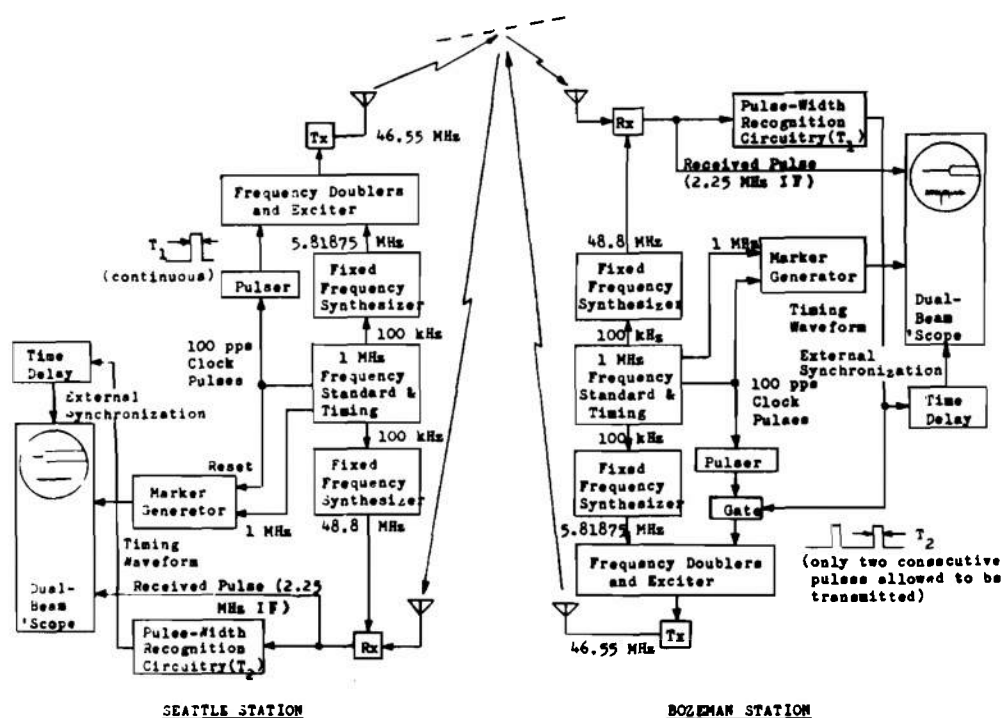 Tx
46.55 MHz
Frequency Doublers
and Exciter
T1
(continuous)
5.81875 MHz
Pulser
Fixed
Frequency
Synthesizer
100 kHz
100 pps
Clock
Pulses
1 MHz
Frequency
Standard &
Timing
Time
Delay
External
Synchronization
100 kHz
Reset
Fixed
Frequency
Synthesizer
Marker
Generator
1 MHz
48.8 MHz
Timing
Waveform
Received Pulse (2.25
MHz IF)
Dual-
Beam
'Scope
Pulse-Width
Recognition
Circuitry(T2)
Rx
SEATTLE STATION
Rx
Pulse-Width
Recognition
Circuitry(T1)
Received Pulse
(2.25 MHz IF)
48.8 MHz
1 MHz
Fixed
Frequency
Synthesizer
Marker
Generator
Timing
Waveform
Dual-
Beam
'Scope
100 kHz
1 MHz
Frequency
Standard &
Timing
100 pps
Clock
Pulses
External
Synchronization
Time
Delay
100 kHz
Fixed
Frequency
Synthesizer
Pulser
Gate
5.81875 MHz
T2
(only two consecutive
pulses allowed to be
transmitted)
Frequency Doublers
and Exciter
46.55 MHz
Tx
BOZEMAN STATION